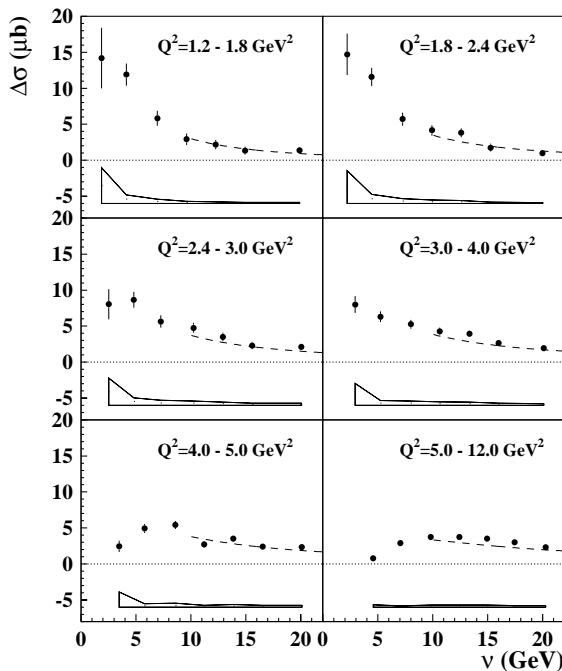 Δσ (μb)
20
15
10
5
0
-5
Q²=1.2 - 1.8 GeV²
Q²=1.8 - 2.4 GeV²
20
15
10
5
0
-5
Q²=2.4 - 3.0 GeV²
Q²=3.0 - 4.0 GeV²
20
15
10
5
0
-5
Q²=4.0 - 5.0 GeV²
Q²=5.0 - 12.0 GeV²
0 5 10 15 20 0 5 10 15 20
ν (GeV)